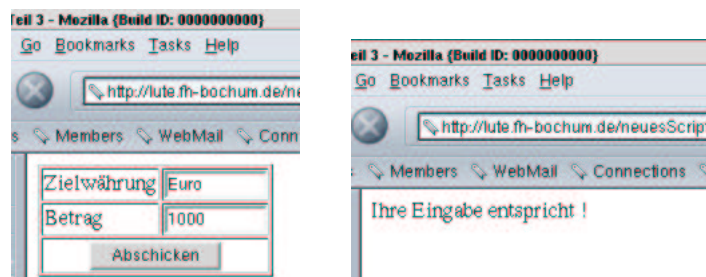 Teil 3 - Mozilla {Build ID: 0000000000}
Go Bookmarks Tasks Help
http://lute.fh-bochum.de/ne
s Members WebMail Conn
Zielwährung Euro
Betrag 1000
Abschicken
eil 3 - Mozilla {Build ID: 0000000000}
Go Bookmarks Tasks Help
http://lute.fh-bochum.de/neuesScript
Members WebMail Connections
Ihre Eingabe entspricht !